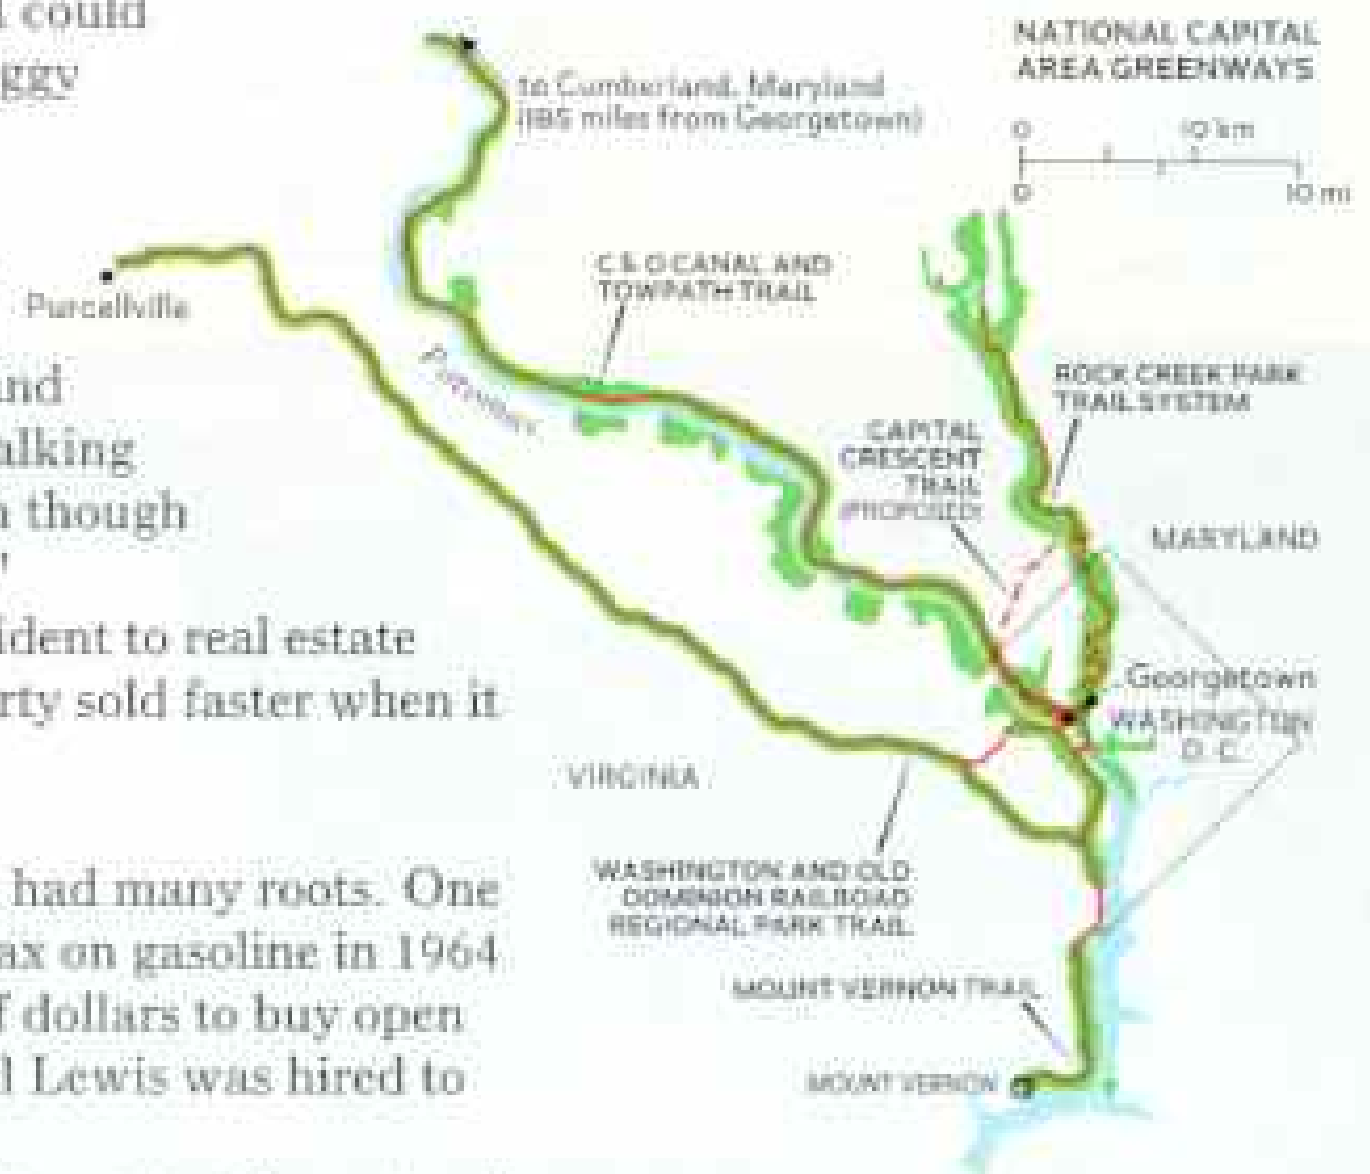 l could
ggy
and
alking
n though
ident to real estate
rty sold faster when it
had many roots. One
ax on gasoline in 1964
f dollars to buy open
l Lewis was hired to
NATIONAL CAPITAL
AREA GREENWAYS
0 10 km
0 10 mi
to Cumberland, Maryland
(185 miles from Georgetown)
Purcellville
C & O CANAL AND
TOWPATH TRAIL
Potomac
ROCK CREEK PARK
TRAIL SYSTEM
CAPITAL
CRESCENT
TRAIL
(PROPOSED)
MARYLAND
Georgetown
WASHINGTON
D.C.
VIRGINIA
WASHINGTON AND OLD
DOMINION RAILROAD
REGIONAL PARK TRAIL
MOUNT VERNON TRAIL
MOUNT VERNON